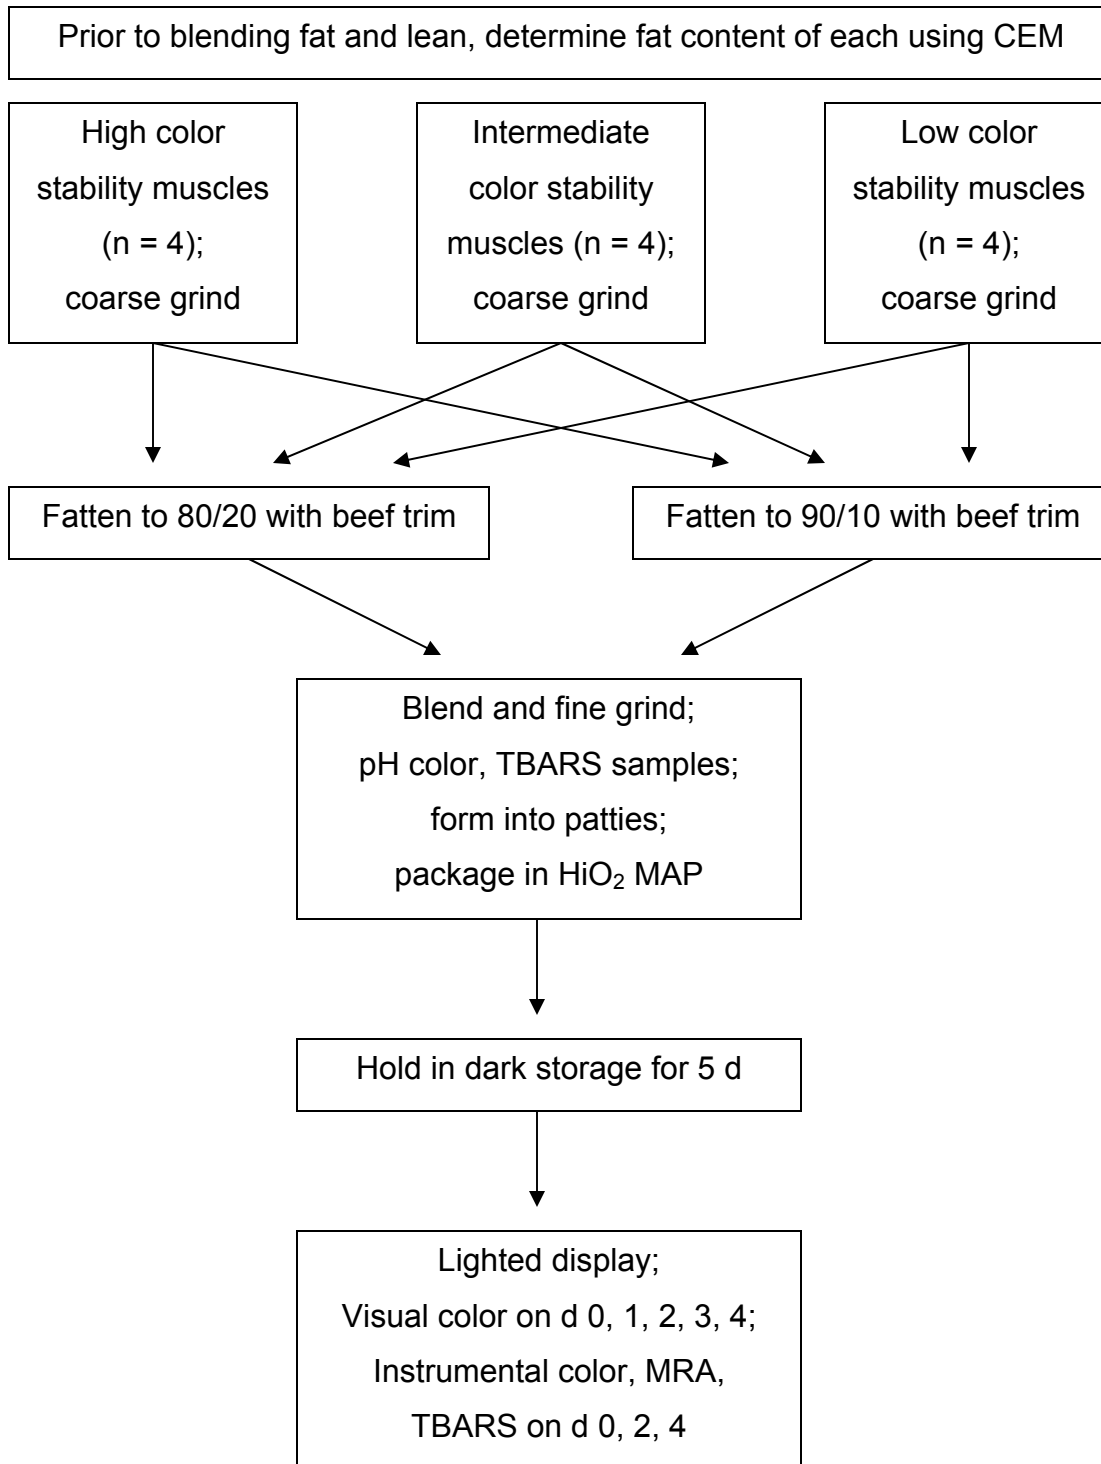 Prior to blending fat and lean, determine fat content of each using CEM
High color
stability muscles
(n = 4);
coarse grind
Intermediate
color stability
muscles (n = 4);
coarse grind
Low color
stability muscles
(n = 4);
coarse grind
Fatten to 80/20 with beef trim
Fatten to 90/10 with beef trim
Blend and fine grind;
pH color, TBARS samples;
form into patties;
package in HiO₂ MAP
Hold in dark storage for 5 d
Lighted display;
Visual color on d 0, 1, 2, 3, 4;
Instrumental color, MRA,
TBARS on d 0, 2, 4